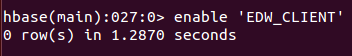 hbase(main):027:0> enable 'EDW_CLIENT'
0 row(s) in 1.2870 seconds